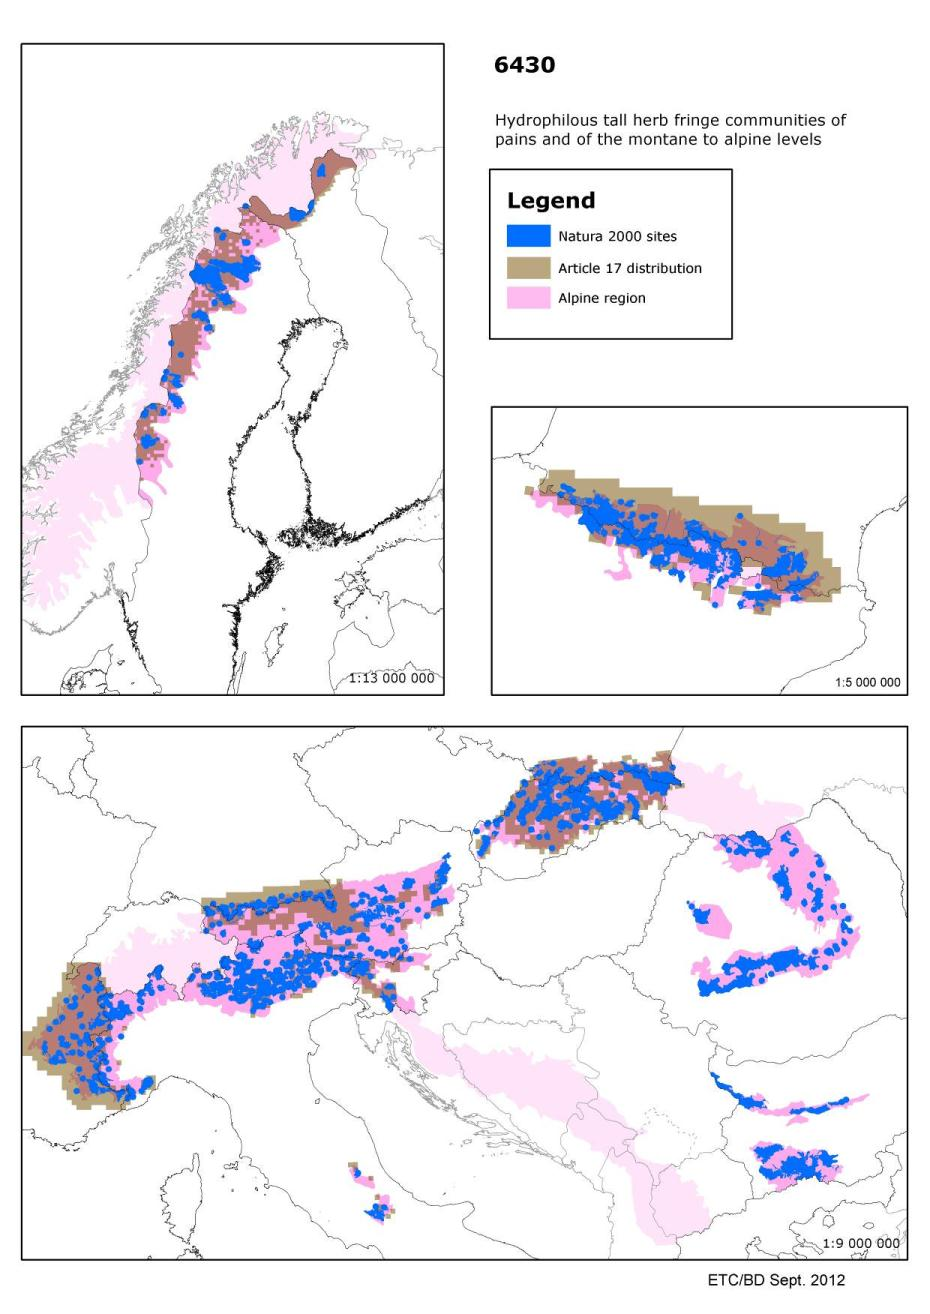 6430
Hydrophilous tall herb fringe communities of
pains and of the montane to alpine levels
Legend
Natura 2000 sites
Article 17 distribution
Alpine region
1:13 000 000
1:5 000 000
1:9 000 000
ETC/BD Sept. 2012